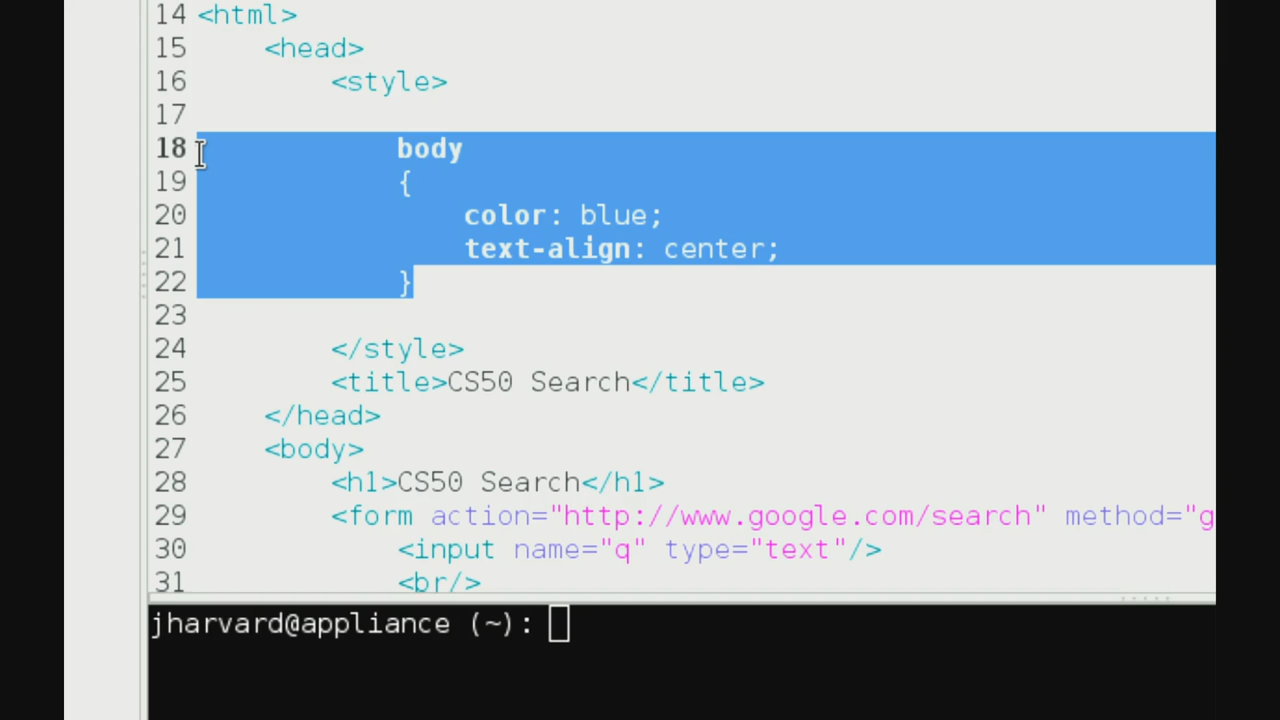 14 <html>
15     <head>
16         <style>
17
18             body
19             {
20                 color: blue;
21                 text-align: center;
22             }
23
24         </style>
25         <title>CS50 Search</title>
26     </head>
27     <body>
28         <h1>CS50 Search</h1>
29         <form action="http://www.google.com/search" method="g
30             <input name="q" type="text"/>
31             <br/>
jharvard@appliance (~):